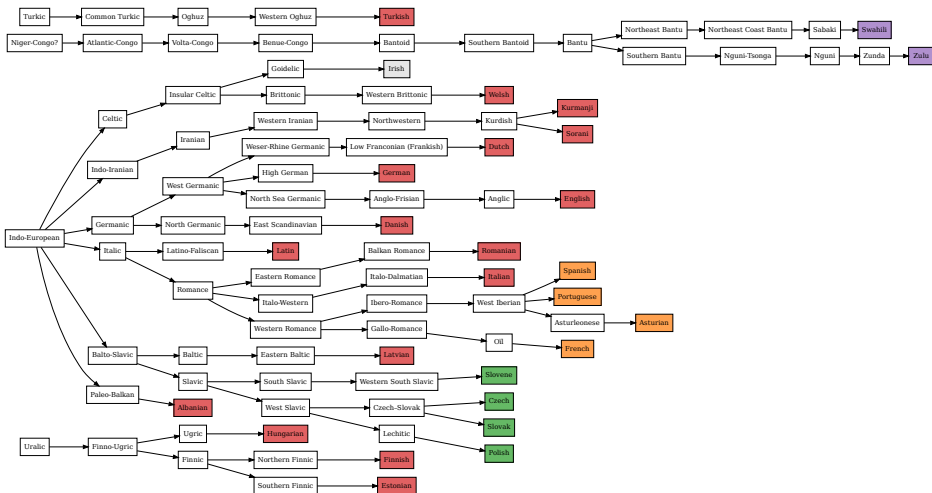 Turkic
Common Turkic
Oghuz
Western Oghuz
Turkish
Niger-Congo?
Atlantic-Congo
Volta-Congo
Benue-Congo
Bantoid
Southern Bantoid
Bantu
Northeast Bantu
Northeast Coast Bantu
Sabaki
Swahili
Southern Bantu
Nguni-Tsonga
Nguni
Zunda
Zulu
Indo-European
Celtic
Insular Celtic
Goidelic
Irish
Brittonic
Western Brittonic
Welsh
Indo-Iranian
Iranian
Western Iranian
Northwestern
Kurdish
Kurmanji
Sorani
Germanic
West Germanic
Weser-Rhine Germanic
Low Franconian (Frankish)
Dutch
High German
German
North Sea Germanic
Anglo-Frisian
Anglic
English
North Germanic
East Scandinavian
Danish
Italic
Latino-Faliscan
Latin
Romance
Eastern Romance
Balkan Romance
Romanian
Italo-Western
Italo-Dalmatian
Italian
Western Romance
Ibero-Romance
West Iberian
Spanish
Portuguese
Asturleonese
Asturian
Gallo-Romance
Oil
French
Balto-Slavic
Baltic
Eastern Baltic
Latvian
Slavic
South Slavic
Western South Slavic
Slovene
West Slavic
Czech-Slovak
Czech
Slovak
Lechitic
Polish
Paleo-Balkan
Albanian
Uralic
Finno-Ugric
Ugric
Hungarian
Finnic
Northern Finnic
Finnish
Southern Finnic
Estonian